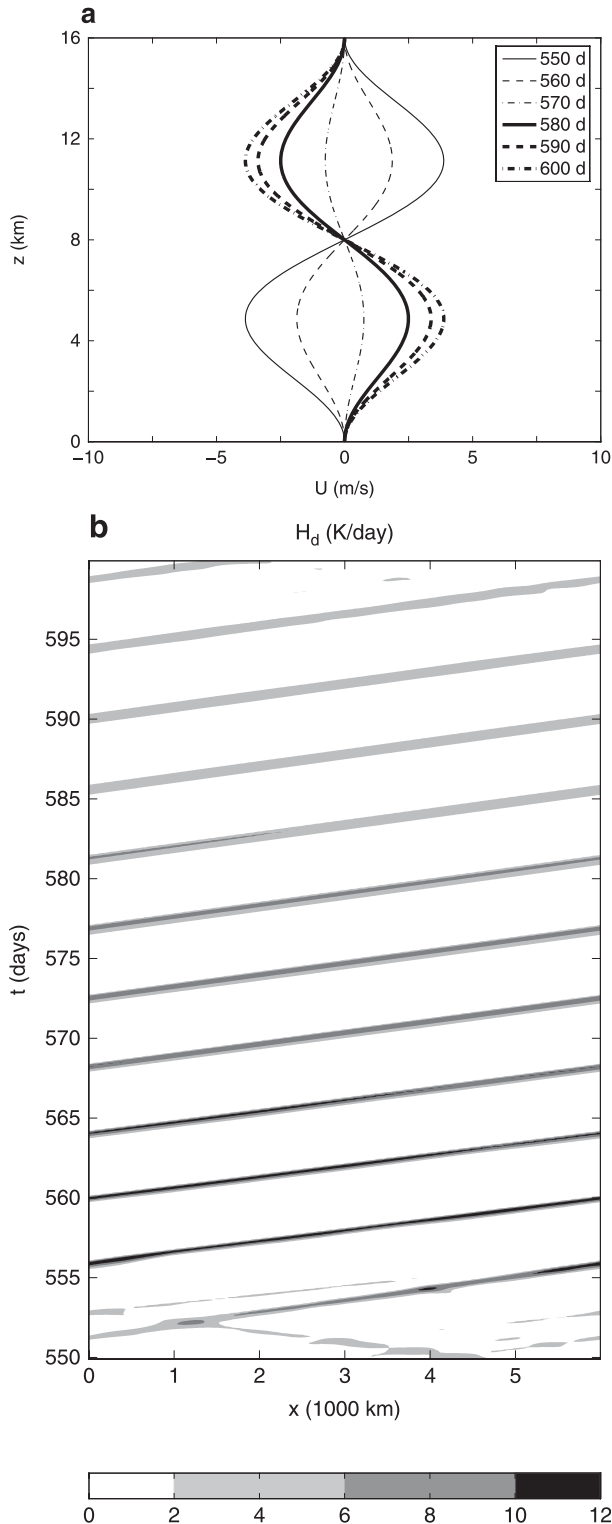 a
16
12
8
4
0
z (km)
−10
−5
0
5
10
U (m/s)
550 d
560 d
570 d
580 d
590 d
600 d
b
H_d (K/day)
595
590
585
580
575
570
565
560
555
550
t (days)
0 1 2 3 4 5
x (1000 km)
0 2 4 6 8 10 12